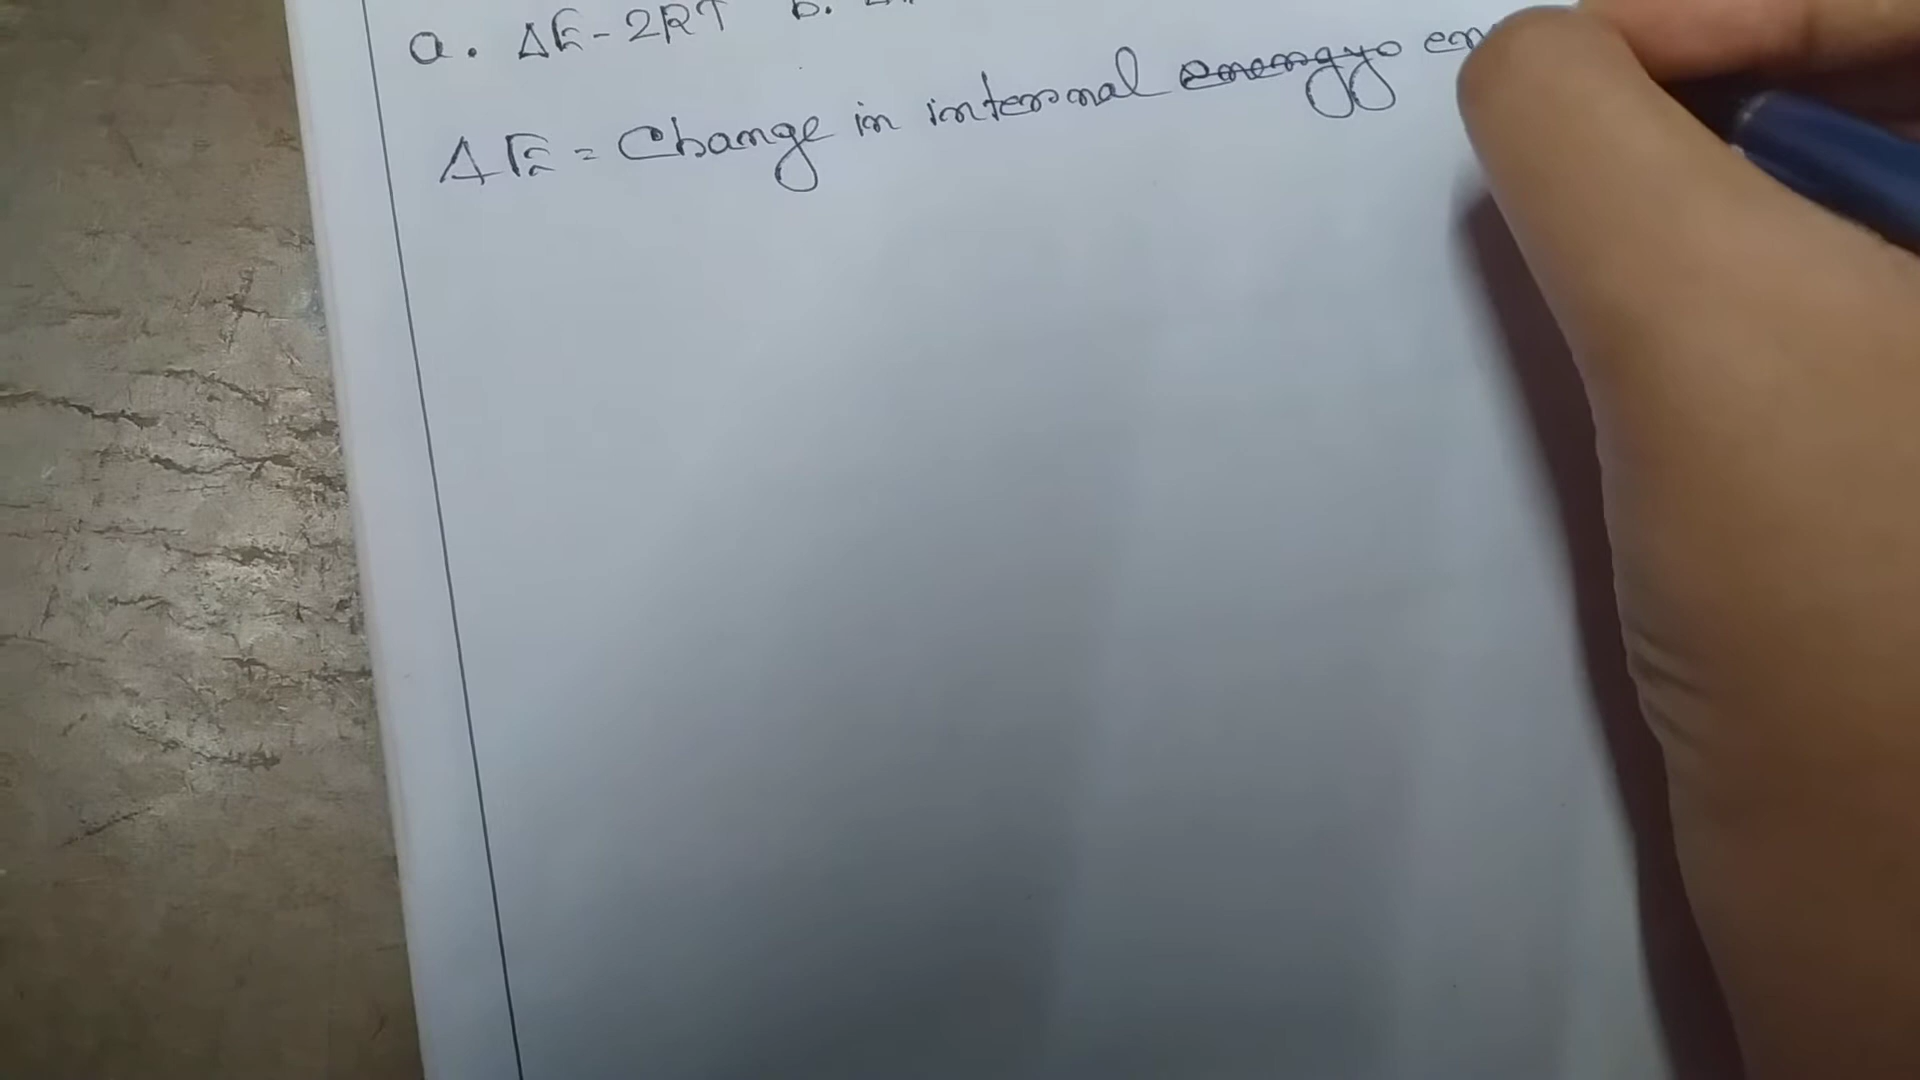 a. ΔE - 2RT b.
ΔE = Change in internal energy en